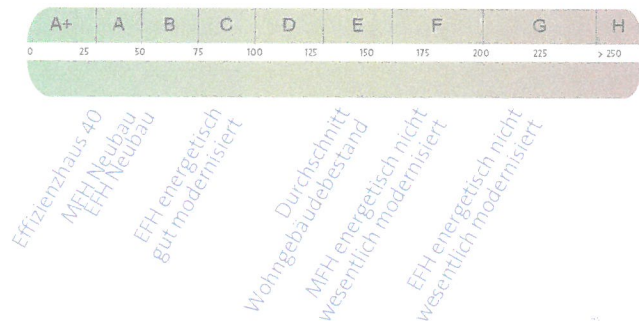 A+ A B C D E F G H
0 25 50 75 100 125 150 175 200 225 > 250
Effizienzhaus 40
MFH Neubau
EFH Neubau
EFH energetisch
gut modernisiert
Durchschnitt
Wohngebäudebestand
MFH energetisch nicht
wesentlich modernisiert
EFH energetisch nicht
wesentlich modernisiert